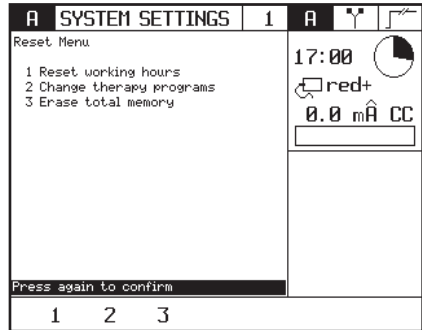 A SYSTEM SETTINGS 1 A
Reset Menu
1 Reset working hours
2 Change therapy programs
3 Erase total memory
17:00
red+
0.0 mÂ CC
Press again to confirm
1 2 3